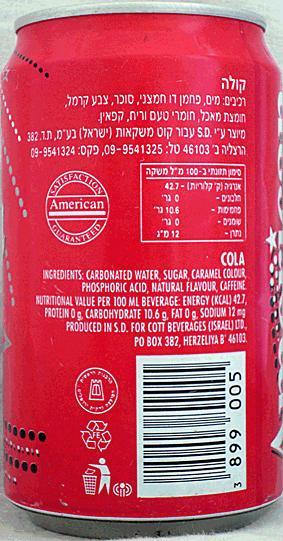 קולה
רכיבים: מים, פחמן דו חמצני, סוכר, צבע קרמל,
חומצת מאכל, חומרי טעם וריח, קפאין.
מיוצר ע״י .S.D עבור קוט משקאות (ישראל) בע״מ, ת.ד. 382
הרצליה ב' 46103 טל: 09-9541325, פקס: 09-9541324
סימון תזונתי ב-100 מ״ל משקה
אנרגיה (ק' קלוריות) - 42.7
חלבונים - 0 גר'
פחמימות - 10.6 גר'
שומנים - 0 גר'
נתרן - 12 מ״ג
SATISFACTION
American
GUARANTEED
COLA
INGREDIENTS: CARBONATED WATER, SUGAR, CARAMEL COLOUR,
PHOSPHORIC ACID, NATURAL FLAVOUR, CAFFEINE.
NUTRITIONAL VALUE PER 100 ML BEVERAGE: ENERGY (KCAL) 42.7,
PROTEIN 0 g, CARBOHYDRATE 10.6 g, FAT 0 g, SODIUM 12 mg
PRODUCED IN S.D. FOR COTT BEVERAGES (ISRAEL) LTD.,
PO BOX 382, HERZELIYA B' 46103.
FE
3 899 005